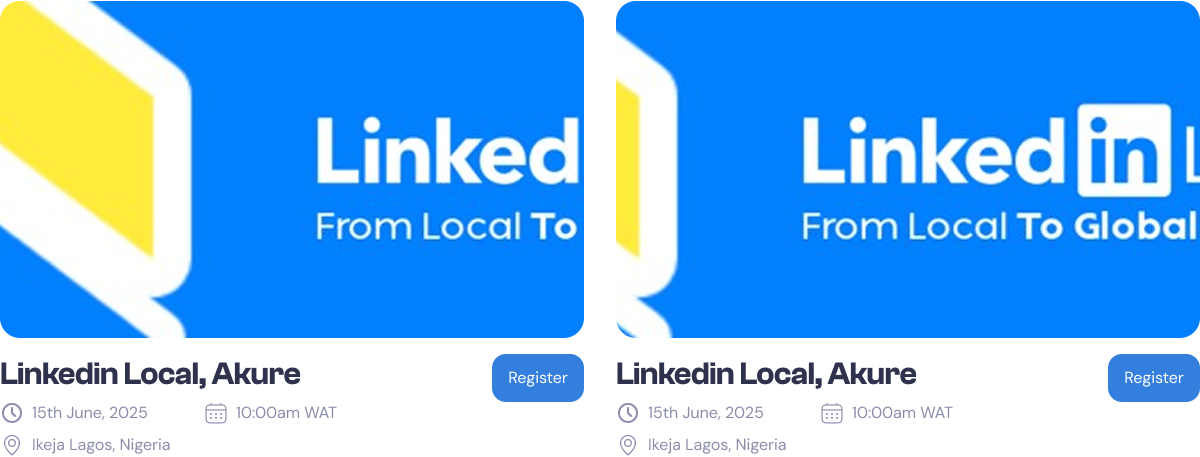 Linked
From Local To
Linkedin Local, Akure
Register
15th June, 2025
10:00am WAT
Ikeja Lagos, Nigeria
Linked in L
From Local To Global
Linkedin Local, Akure
Register
15th June, 2025
10:00am WAT
Ikeja Lagos, Nigeria